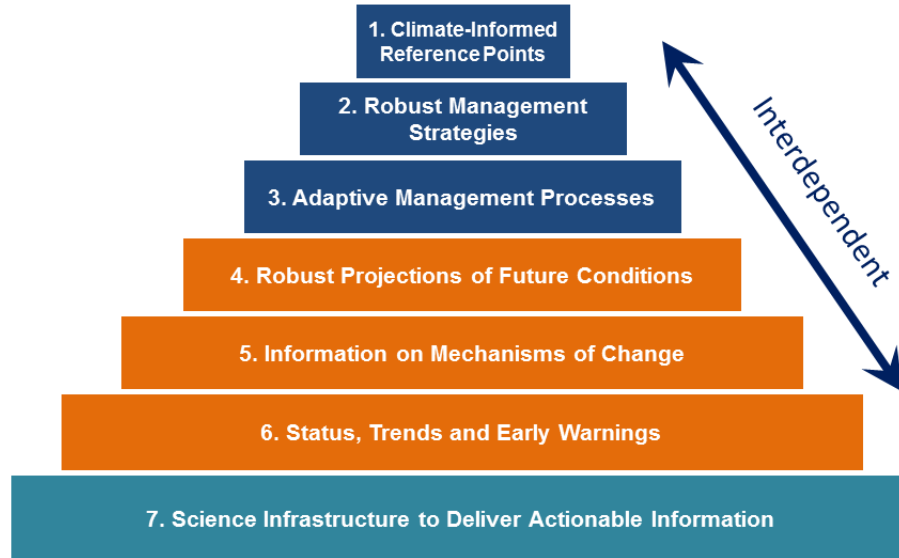 1. Climate-Informed
Reference Points
2. Robust Management
Strategies
3. Adaptive Management Processes
4. Robust Projections of Future Conditions
5. Information on Mechanisms of Change
6. Status, Trends and Early Warnings
7. Science Infrastructure to Deliver Actionable Information
Interdependent